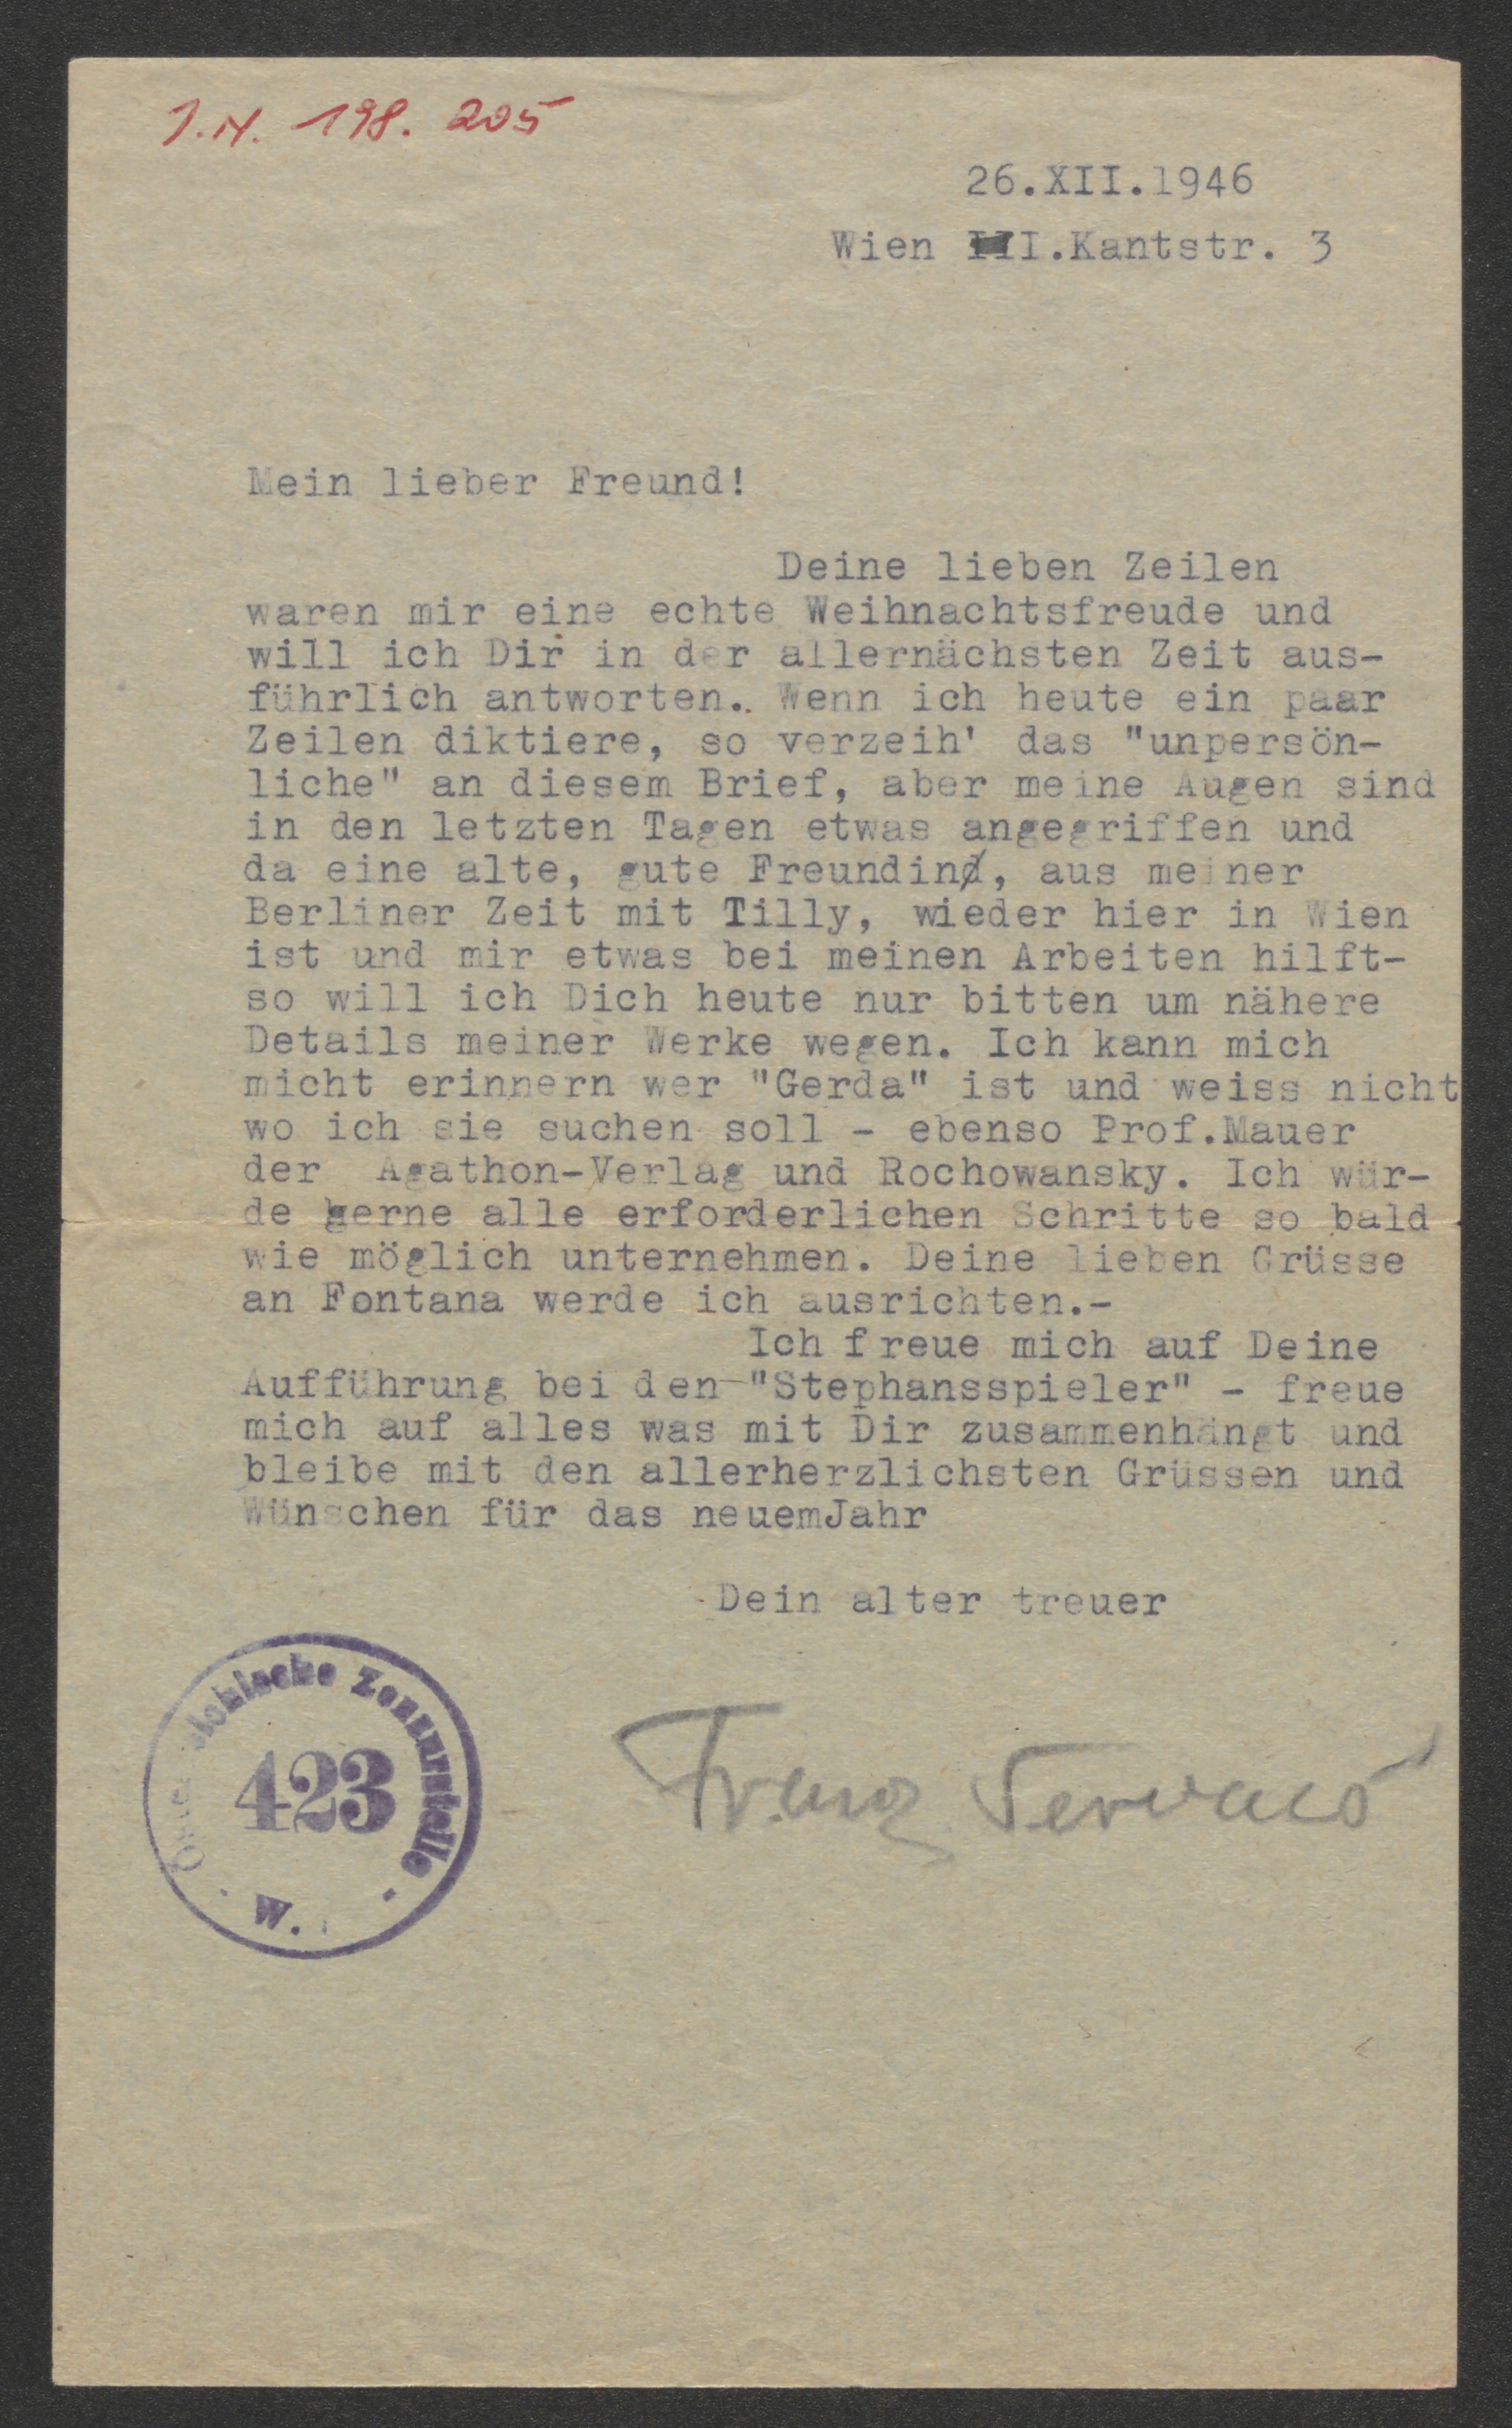 J.N. 198.205
26.XII.1946
Wien I.Kantstr. 3
Mein lieber Freund!
Deine lieben Zeilen
waren mir eine echte Weihnachtsfreude und
will ich Dir in der allernächsten Zeit aus-
führlich antworten.. Wenn ich heute ein paar
Zeilen diktiere, so verzeih' das "unpersön-
liche" an diesem Brief, aber meine Augen sind
in den letzten Tagen etwas angegriffen und
da eine alte, gute Freundin, aus meiner
Berliner Zeit mit Tilly, wieder hier in Wien
ist und mir etwas bei meinen Arbeiten hilft-
so will ich Dich heute nur bitten um nähere
Details meiner Werke wegen. Ich kann mich
micht erinnern wer "Gerda" ist und weiss nicht
wo ich sie suchen soll - ebenso Prof.Mauer
der Agathon-Verlag und Rochowansky. Ich wür-
de gerne alle erforderlichen Schritte so bald
wie möglich unternehmen. Deine lieben Grüsse
an Fontana werde ich ausrichten.-
Ich freue mich auf Deine
Aufführung bei den "Stephansspieler" - freue
mich auf alles was mit Dir zusammenhängt und
bleibe mit den allerherzlichsten Grüssen und
Wünschen für das neuemJahr
Dein alter treuer
Franz Servaes
Österreichische Zensurstelle
423
W.